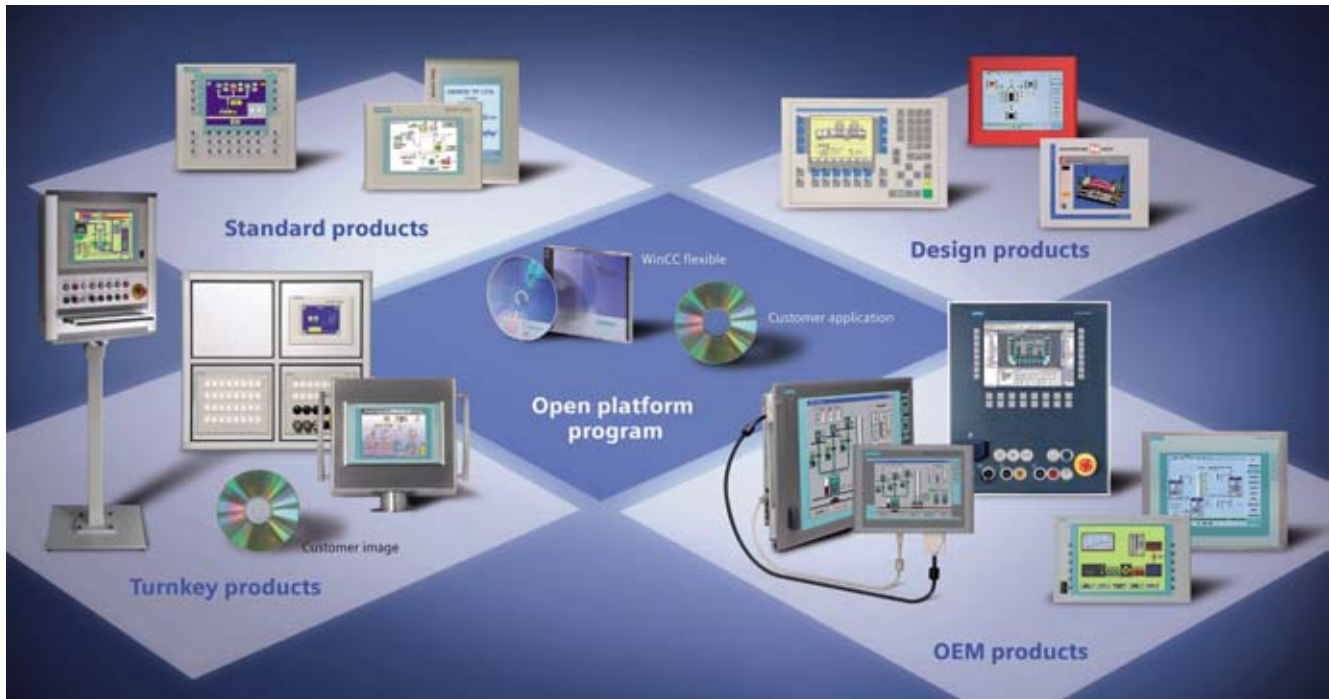 Standard products
Design products
WinCC flexible
Customer application
Open platform
program
Customer image
Turnkey products
OEM products